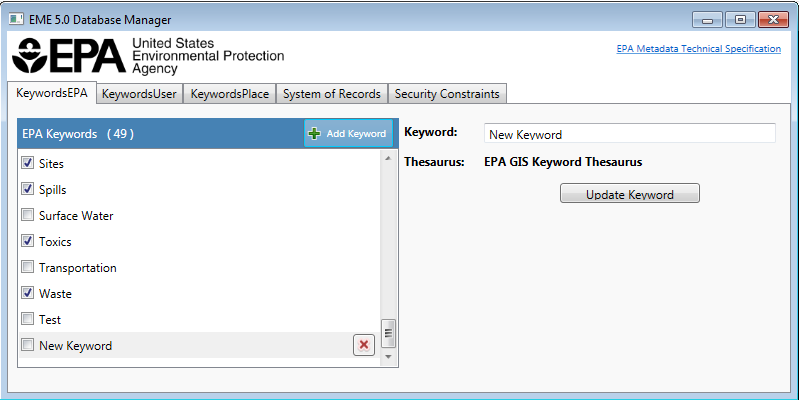 EME 5.0 Database Manager
EPA United States
Environmental Protection
Agency
EPA Metadata Technical Specification
KeywordsEPA KeywordsUser KeywordsPlace System of Records Security Constraints
EPA Keywords ( 49 ) Add Keyword
Keyword: New Keyword
Thesaurus: EPA GIS Keyword Thesaurus
Update Keyword
Sites
Spills
Surface Water
Toxics
Transportation
Waste
Test
New Keyword